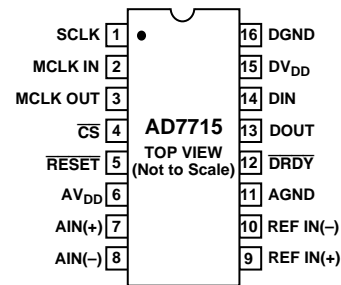 SCLK 1 16 DGND
MCLK IN 2 15 DVDD
MCLK OUT 3 14 DIN
CS 4 AD7715 13 DOUT
TOP VIEW
RESET 5 (Not to Scale) 12 DRDY
AVDD 6 11 AGND
AIN(+) 7 10 REF IN(–)
AIN(–) 8 9 REF IN(+)